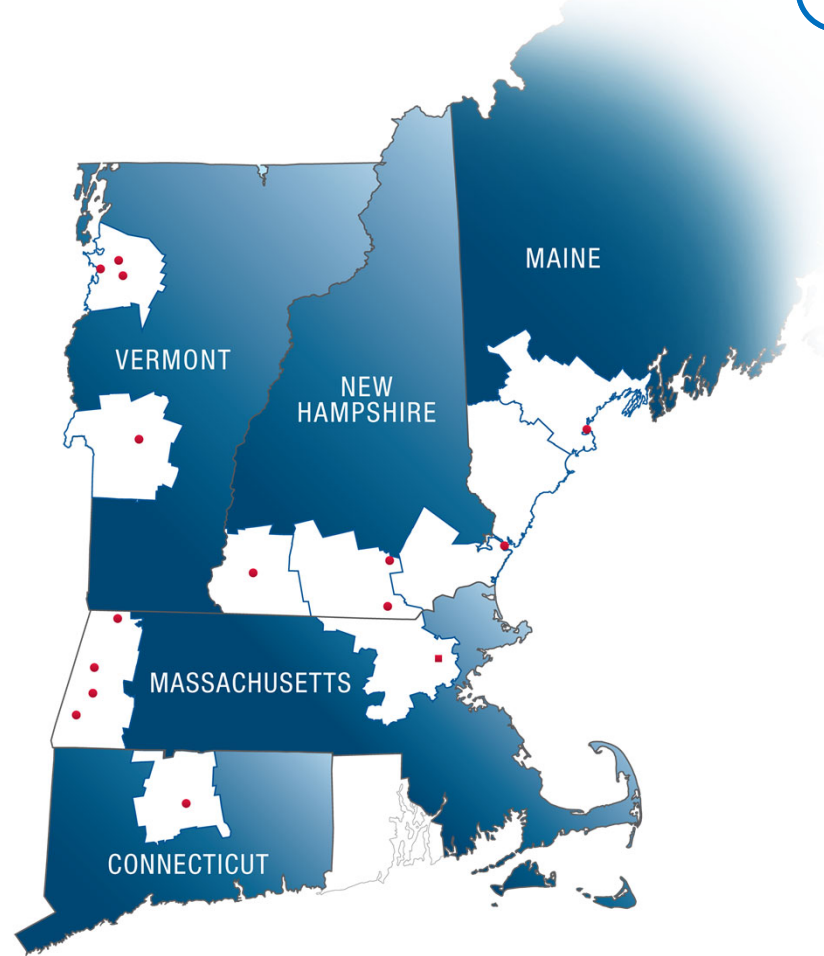 MAINE
VERMONT
NEW
HAMPSHIRE
MASSACHUSETTS
CONNECTICUT